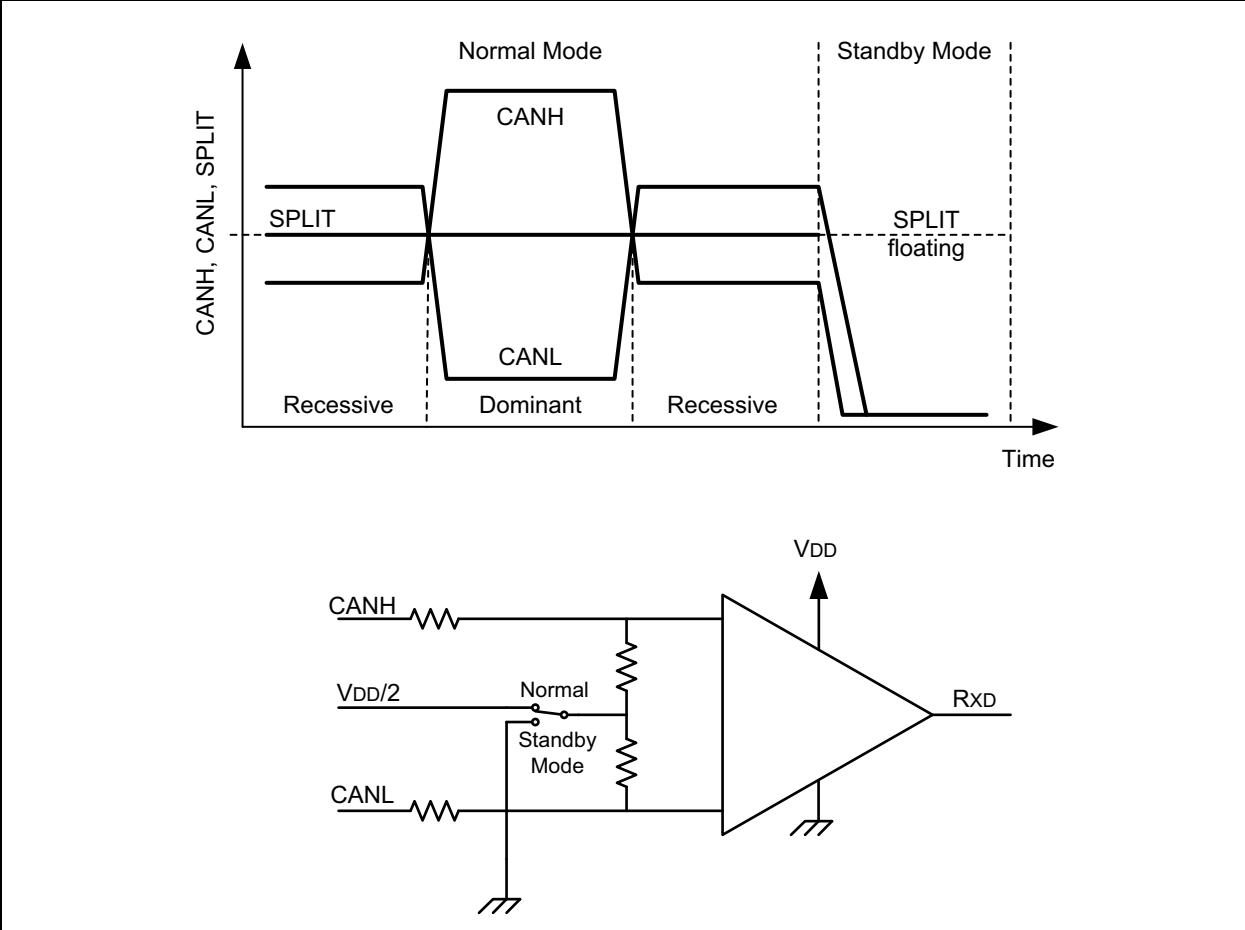 Normal Mode
Standby Mode
CANH, CANL, SPLIT
CANH
SPLIT
SPLIT
floating
CANL
Recessive
Dominant
Recessive
Time
VDD
CANH
VDD/2
Normal
Standby
Mode
RXD
CANL